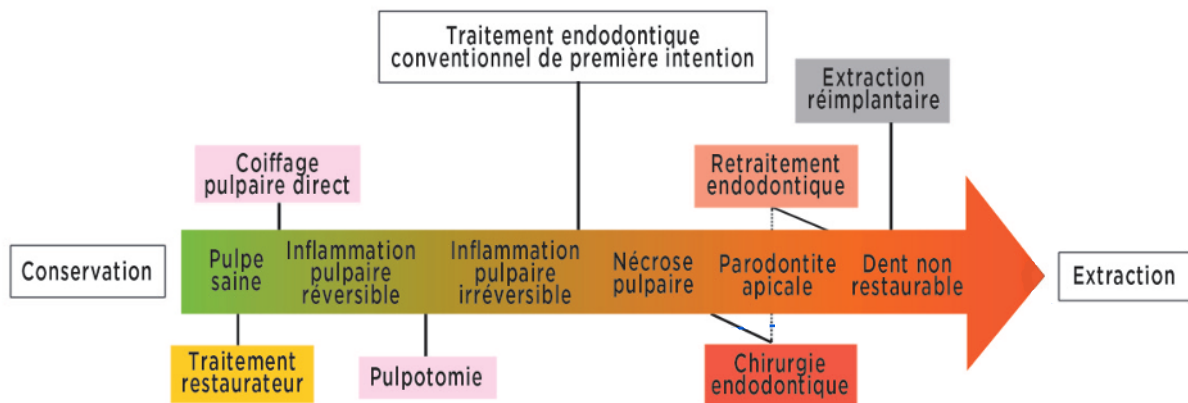 Traitement endodontique
conventionnel de première intention
Extraction
réimplantaire
Coiffage
pulpaire direct
Retraitement
endodontique
Conservation
Pulpe
saine
Inflammation
pulpaire
réversible
Inflammation
pulpaire
irréversible
Nécrose
pulpaire
Parodontite
apicale
Dent non
restaurable
Extraction
Traitement
restaurateur
Pulpotomie
Chirurgie
endodontique